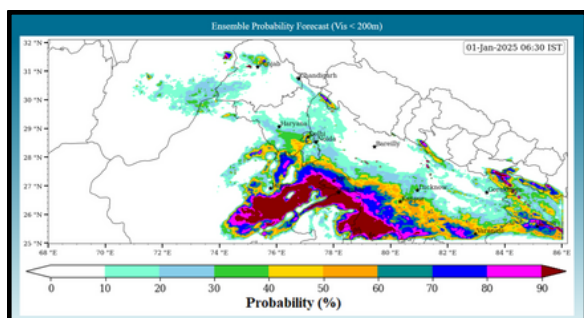 Ensemble Probability Forecast (Vis < 200m)
01-Jan-2025 06:30 IST
32 °N
31 °N
30 °N
29 °N
28 °N
27 °N
26 °N
25 °N
Chandigarh
Haryana
Delhi
Noida
Bareilly
Lucknow
Varanasi
68 °E 70 °E 72 °E 74 °E 76 °E 78 °E 80 °E 82 °E 84 °E 86 °E
0 10 20 30 40 50 60 70 80 90
Probability (%)